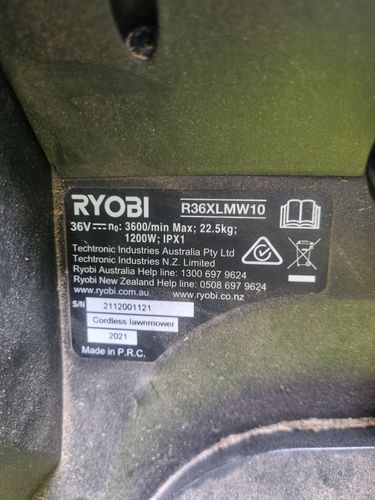 RYOBI R36XLMW10
36V⎓ n₀: 3600/min Max; 22.5kg;
1200W; IPX1
Techtronic Industries Australia Pty Ltd
Techtronic Industries N.Z. Limited
Ryobi Australia Help line: 1300 697 9624
Ryobi New Zealand Help line: 0508 697 9624
www.ryobi.com.au www.ryobi.co.nz
S/N 2112001121
Cordless lawnmower
2021
Made in P.R.C.